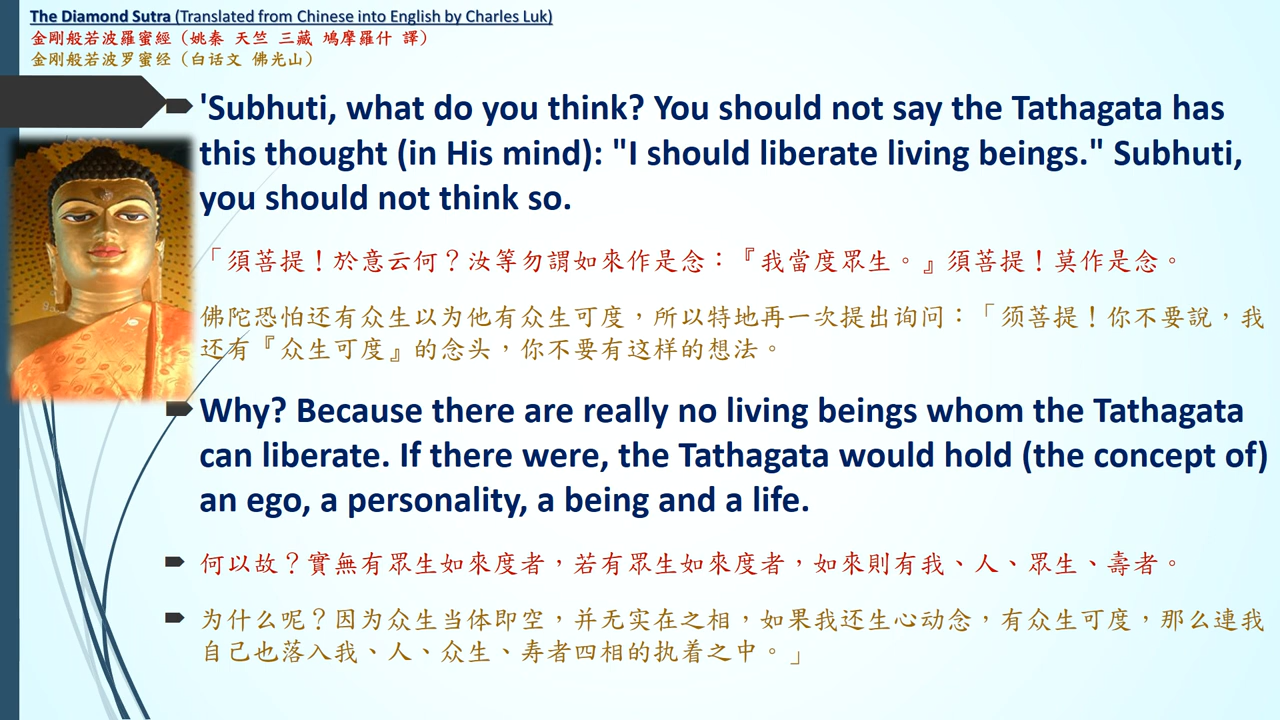 The Diamond Sutra (Translated from Chinese into English by Charles Luk)
金剛般若波羅蜜經（姚秦 天竺 三藏 鳩摩羅什 譯）
金剛般若波罗蜜经（白话文 佛光山）
'Subhuti, what do you think? You should not say the Tathagata has
this thought (in His mind): "I should liberate living beings." Subhuti,
you should not think so.
「須菩提！於意云何？汝等勿謂如來作是念：『我當度眾生。』須菩提！莫作是念。
佛陀恐怕还有众生以为他有众生可度，所以特地再一次提出询问：「须菩提！你不要說，我
还有『众生可度』的念头，你不要有这样的想法。
Why? Because there are really no living beings whom the Tathagata
can liberate. If there were, the Tathagata would hold (the concept of)
an ego, a personality, a being and a life.
何以故？實無有眾生如來度者，若有眾生如來度者，如來則有我、人、眾生、壽者。
为什么呢？因为众生当体即空，并无实在之相，如果我还生心动念，有众生可度，那么連我
自己也落入我、人、众生、寿者四相的执着之中。」